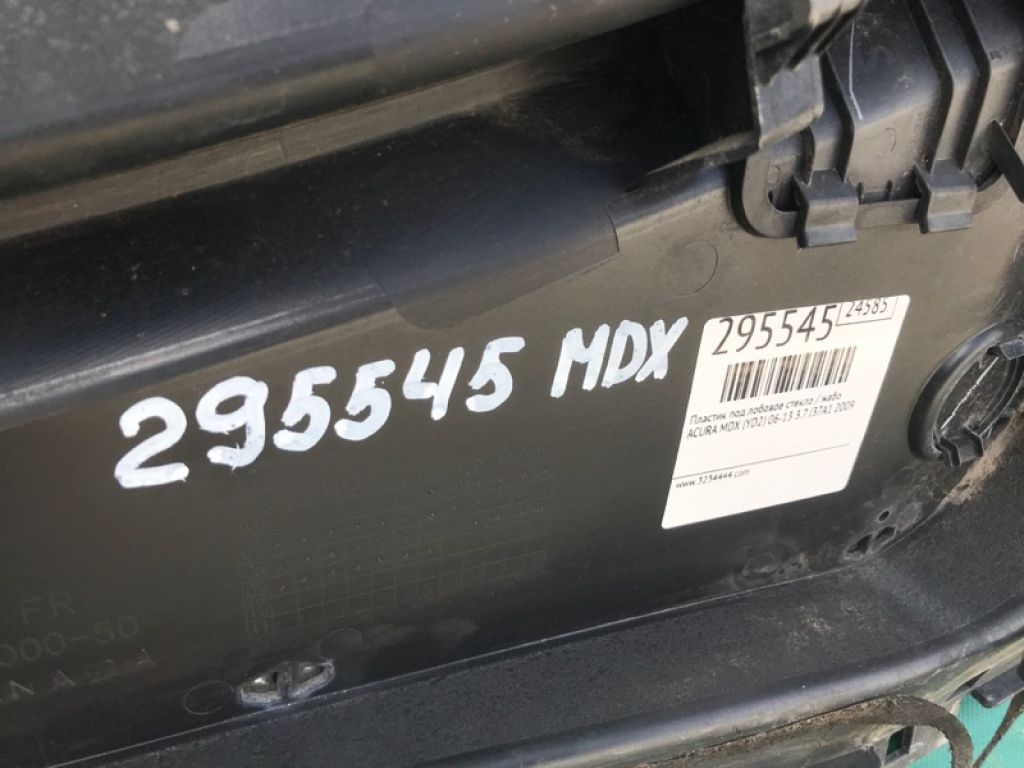 295545 MDX
295545 24585
Пластик под лобовое стекло / жабо
ACURA MDX (YD2) 06-13 3.7 J37A1 2009
www.3234444.com
FR
000-50